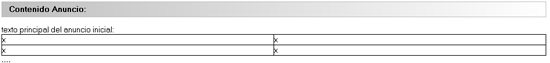 Contenido Anuncio:
texto principal del anuncio inicial:
x x
x x
....